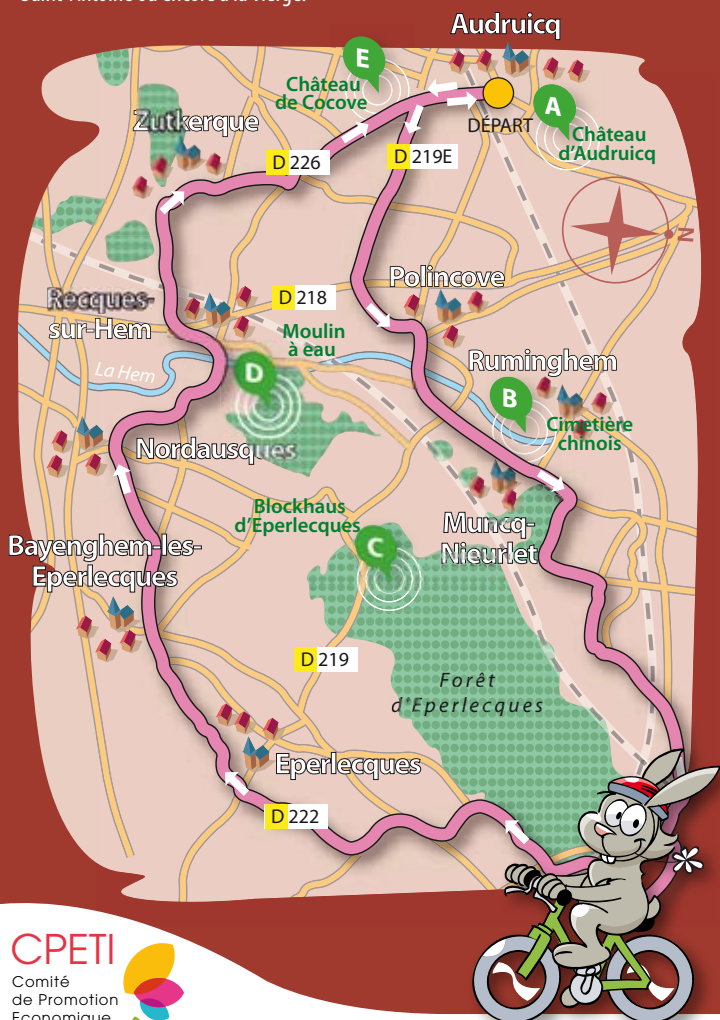 Audruicq
E
Château
de Cocove
A
DÉPART
Château
d'Audruicq
Zutkerque
D 226
D 219E
N
Polincove
D 218
Recques-
sur-Hem
Moulin
à eau
La Hem
D
Ruminghem
B
Cimetière
chinois
Nordausques
Blockhaus
d'Eperlecques
C
Muncq-
Nieurlet
Bayenghem-les-
Eperlecques
D 219
Forêt
d'Eperlecques
Eperlecques
D 222
CPETI
Comité
de Promotion
Economique